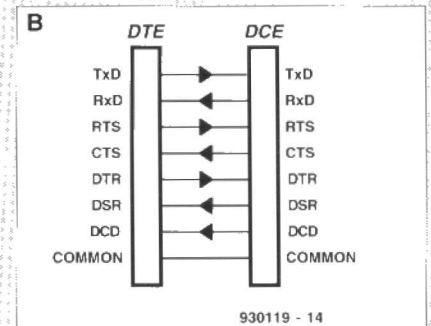 B
DTE DCE
TxD TxD
RxD RxD
RTS RTS
CTS CTS
DTR DTR
DSR DSR
DCD DCD
COMMON COMMON
930119 - 14